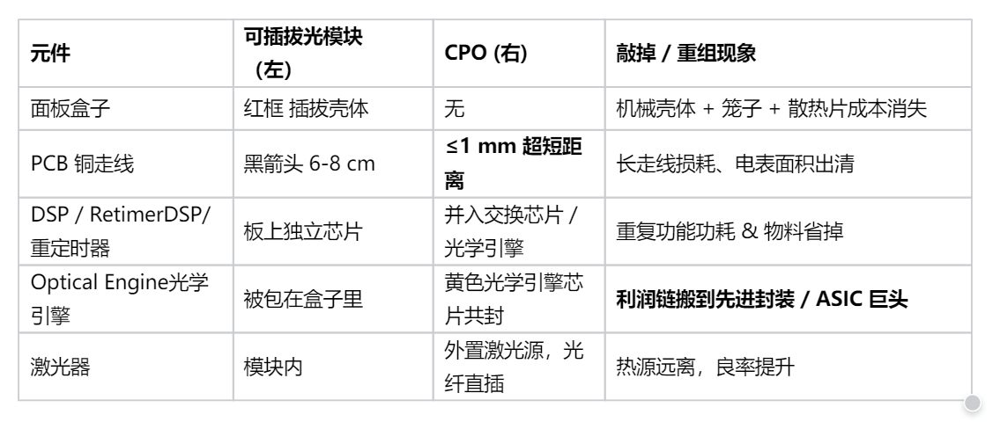 元件
可插拔光模块
（左）
CPO (右)
敲掉 / 重组现象
面板盒子
红框 插拔壳体
无
机械壳体 + 笼子 + 散热片成本消失
PCB 铜走线
黑箭头 6-8 cm
≤1 mm 超短距
离
长走线损耗、电表面积出清
DSP / RetimerDSP/
重定时器
板上独立芯片
并入交换芯片 /
光学引擎
重复功能功耗 & 物料省掉
Optical Engine光学
引擎
被包在盒子里
黄色光学引擎芯
片共封
利润链搬到先进封装 / ASIC 巨头
激光器
模块内
外置激光源，光
纤直插
热源远离，良率提升